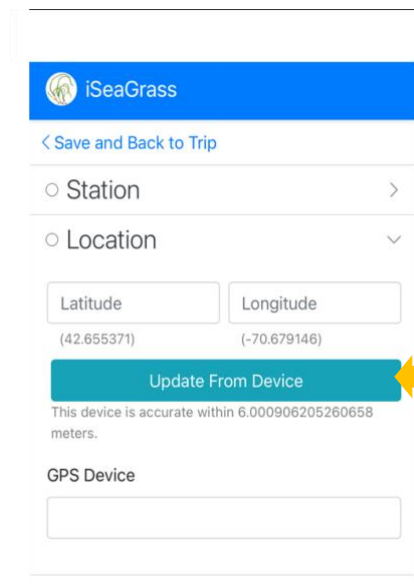 iSeaGrass
< Save and Back to Trip
Station
Location
Latitude Longitude
(42.655371) (-70.679146)
Update From Device
This device is accurate within 6.000906205260658
meters.
GPS Device